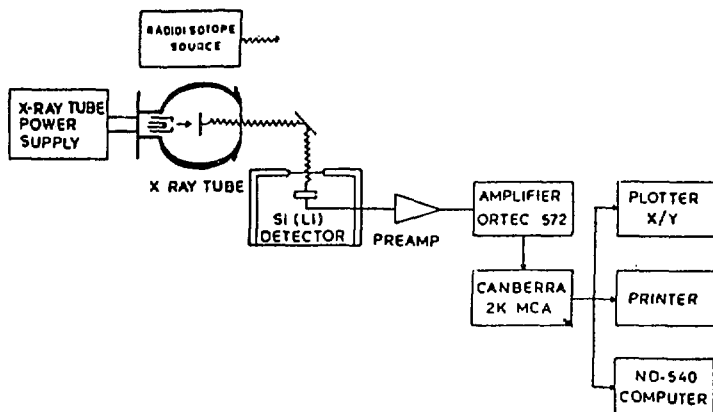 RADIOISOTOPE
SOURCE
X-RAY TUBE
POWER
SUPPLY
X RAY TUBE
SI (LI)
DETECTOR
PREAMP
AMPLIFIER
ORTEC 572
CANBERRA
2K MCA
PLOTTER
X/Y
PRINTER
ND-540
COMPUTER